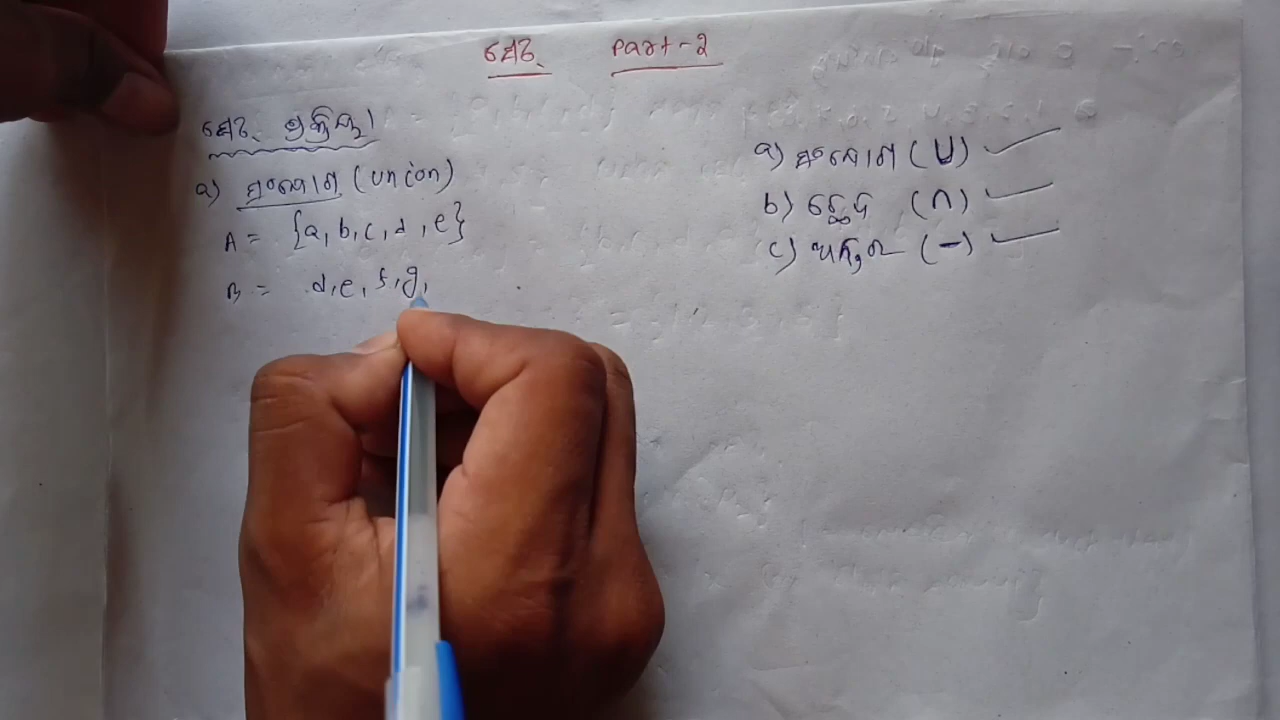 ସେଟ୍ Part-2
ସେଟ୍ ପ୍ରକ୍ରିୟା
a) ସଂଯୋଗ (Union)
A = {a, b, c, d, e}
B = d, e, f, g,
a) ସଂଯୋଗ (∪)
b) ଛେଦ (∩)
c) ଅନ୍ତର (−)